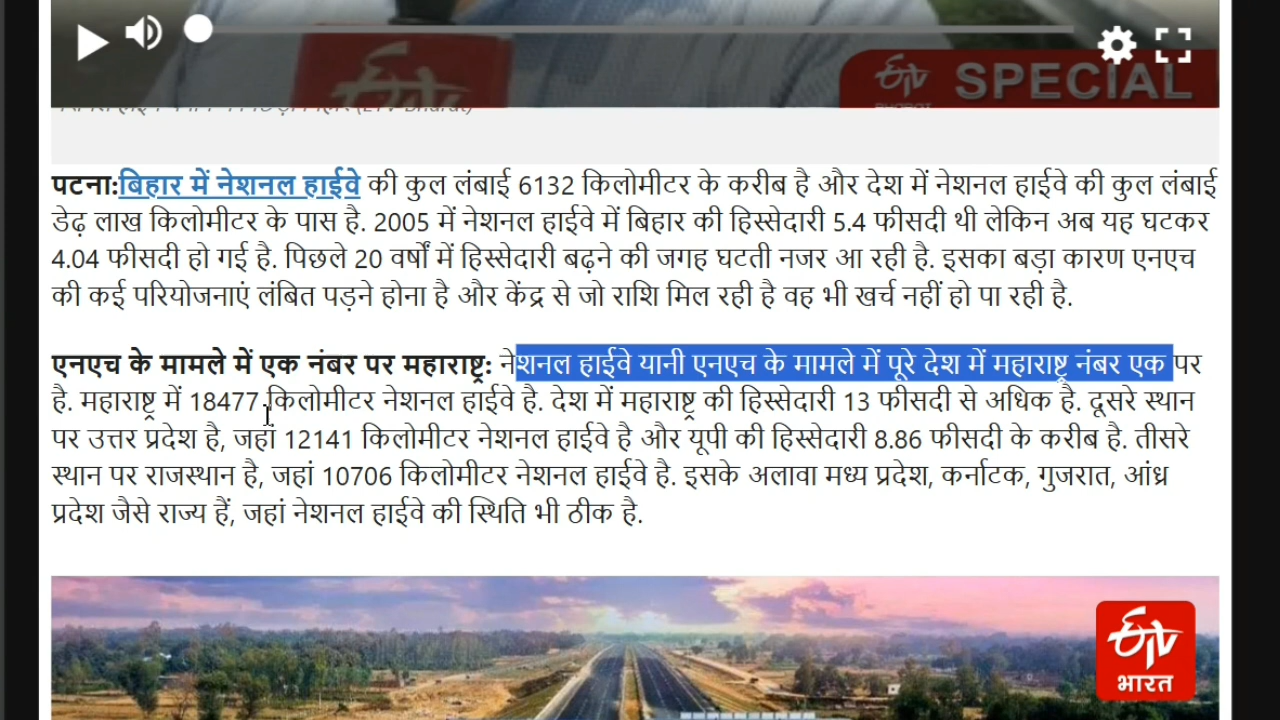 ETV
BHARAT
SPECIAL
पटना:बिहार में नेशनल हाईवे की कुल लंबाई 6132 किलोमीटर के करीब है और देश में नेशनल हाईवे की कुल लंबाई
डेढ़ लाख किलोमीटर के पास है. 2005 में नेशनल हाईवे में बिहार की हिस्सेदारी 5.4 फीसदी थी लेकिन अब यह घटकर
4.04 फीसदी हो गई है. पिछले 20 वर्षों में हिस्सेदारी बढ़ने की जगह घटती नजर आ रही है. इसका बड़ा कारण एनएच
की कई परियोजनाएं लंबित पड़ने होना है और केंद्र से जो राशि मिल रही है वह भी खर्च नहीं हो पा रही है.
एनएच के मामले में एक नंबर पर महाराष्ट्र: नेशनल हाईवे यानी एनएच के मामले में पूरे देश में महाराष्ट्र नंबर एक पर
है. महाराष्ट्र में 18477 किलोमीटर नेशनल हाईवे है. देश में महाराष्ट्र की हिस्सेदारी 13 फीसदी से अधिक है. दूसरे स्थान
पर उत्तर प्रदेश है, जहां 12141 किलोमीटर नेशनल हाईवे है और यूपी की हिस्सेदारी 8.86 फीसदी के करीब है. तीसरे
स्थान पर राजस्थान है, जहां 10706 किलोमीटर नेशनल हाईवे है. इसके अलावा मध्य प्रदेश, कर्नाटक, गुजरात, आंध्र
प्रदेश जैसे राज्य हैं, जहां नेशनल हाईवे की स्थिति भी ठीक है.
ETV
भारत